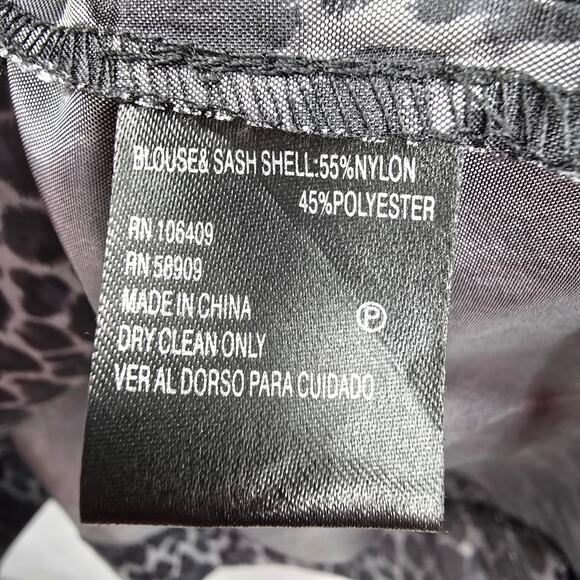 BLOUSE& SASH SHELL:55%NYLON
45%POLYESTER
RN 106409
RN 58909
MADE IN CHINA
P
DRY CLEAN ONLY
VER AL DORSO PARA CUIDADO